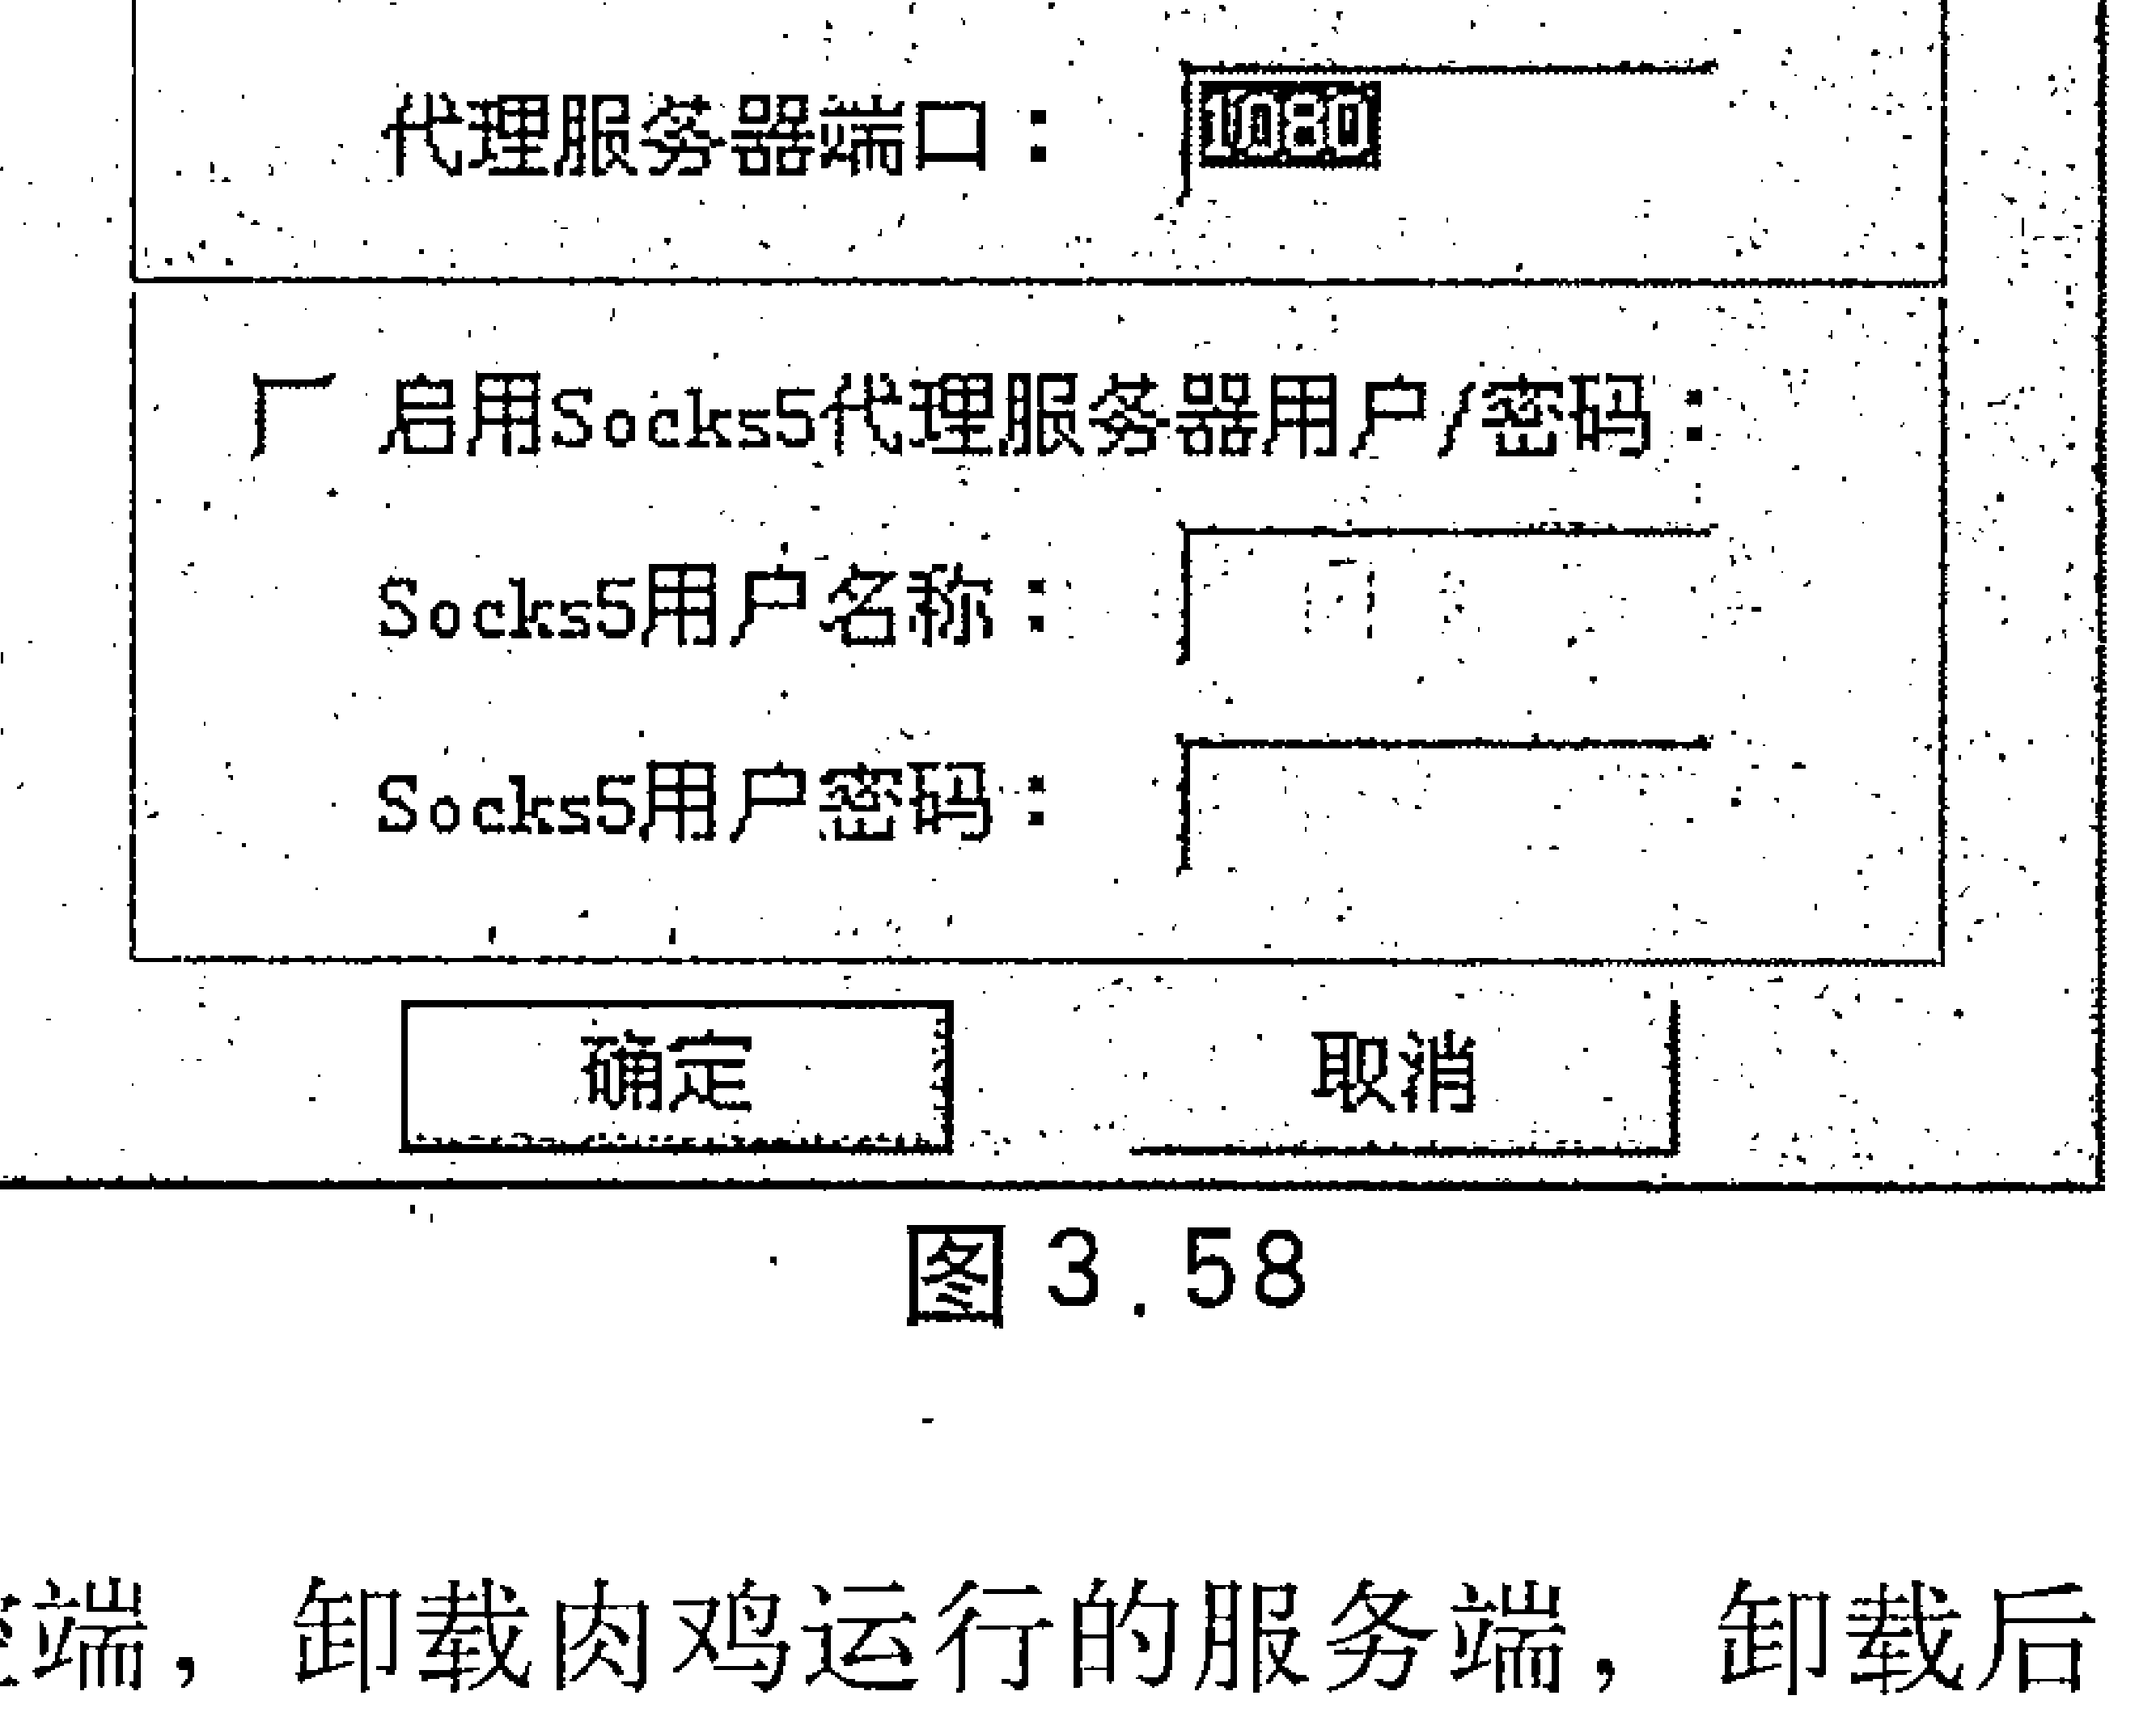 代理服务器端口： 1080
启用Socks5代理服务器用户/密码：
Socks5用户名称：
Socks5用户密码：
确定 取消
图 3.58
端，卸载肉鸡运行的服务端，卸载后